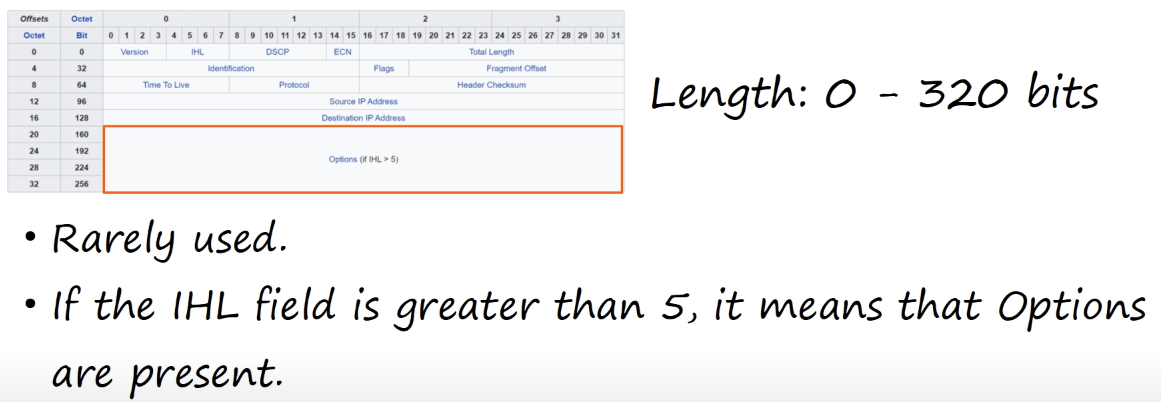 Offsets Octet 0 1 2 3
Octet Bit 0 1 2 3 4 5 6 7 8 9 10 11 12 13 14 15 16 17 18 19 20 21 22 23 24 25 26 27 28 29 30 31
0 0 Version IHL DSCP ECN Total Length
4 32 Identification Flags Fragment Offset
8 64 Time To Live Protocol Header Checksum
12 96 Source IP Address
16 128 Destination IP Address
20 160
24 192
Options (if IHL > 5)
28 224
32 256
Length: 0 - 320 bits
• Rarely used.
• If the IHL field is greater than 5, it means that Options
are present.